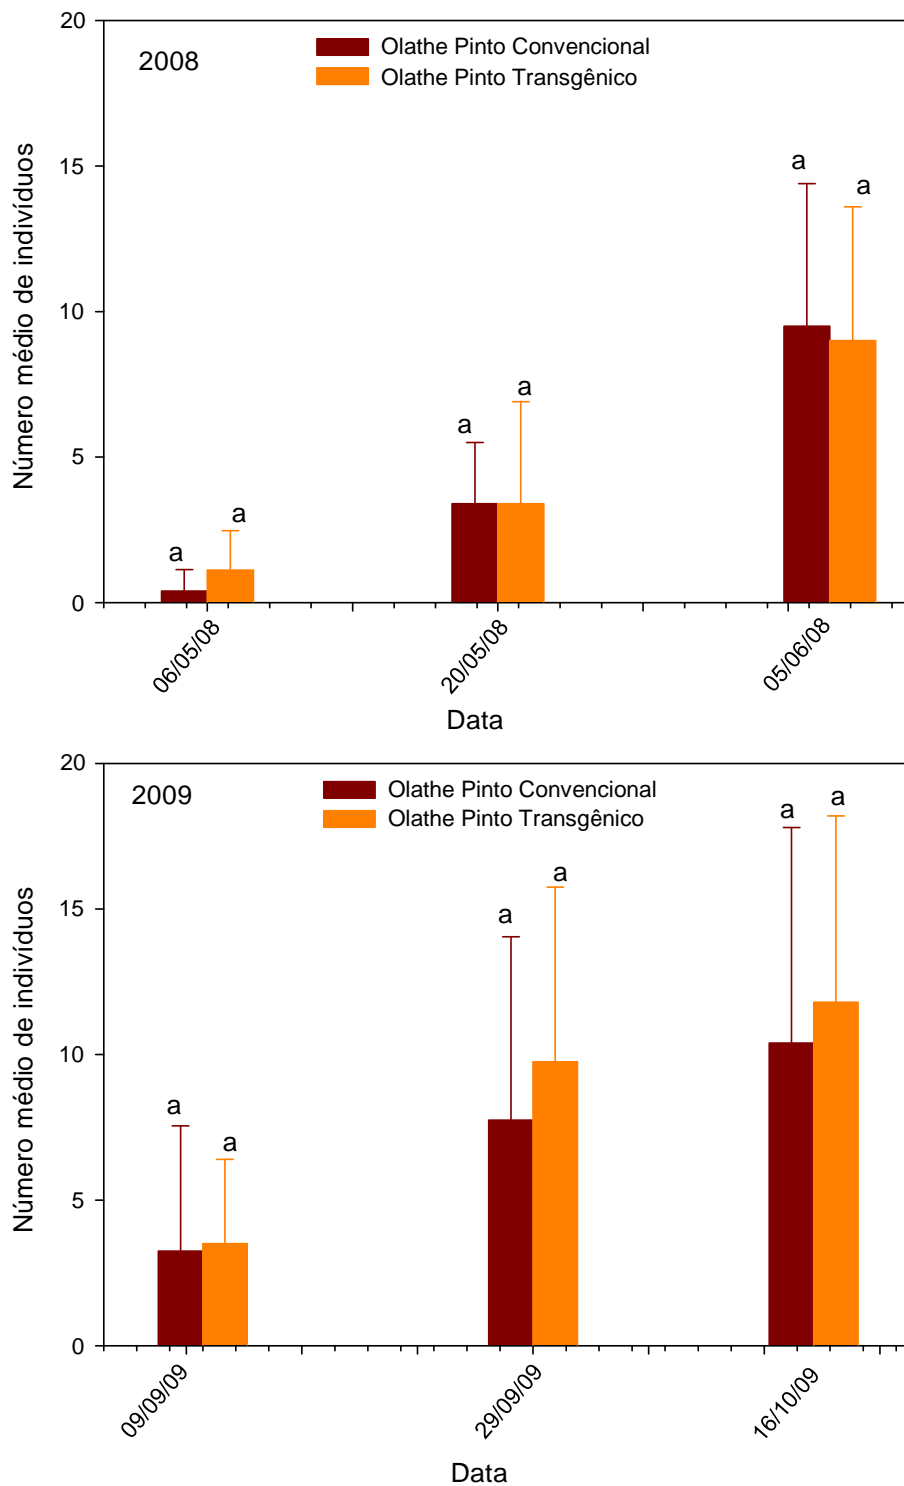 20
2008
Olathe Pinto Convencional
Olathe Pinto Transgênico
15
10
5
0
Número médio de indivíduos
a
a
a
a
a
a
06/05/08
20/05/08
05/06/08
Data
20
2009
Olathe Pinto Convencional
Olathe Pinto Transgênico
15
10
5
0
Número médio de indivíduos
a
a
a
a
a
a
09/09/09
29/09/09
16/10/09
Data